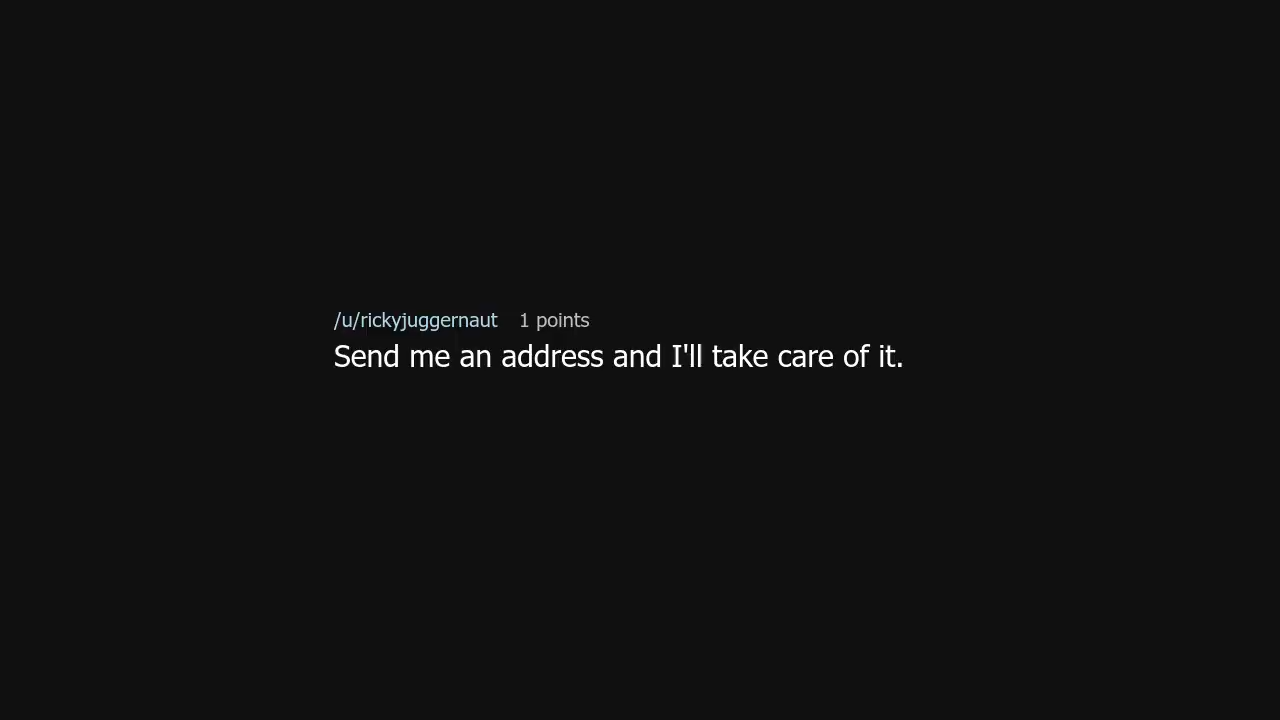 /u/rickyjuggernaut 1 points
Send me an address and I'll take care of it.